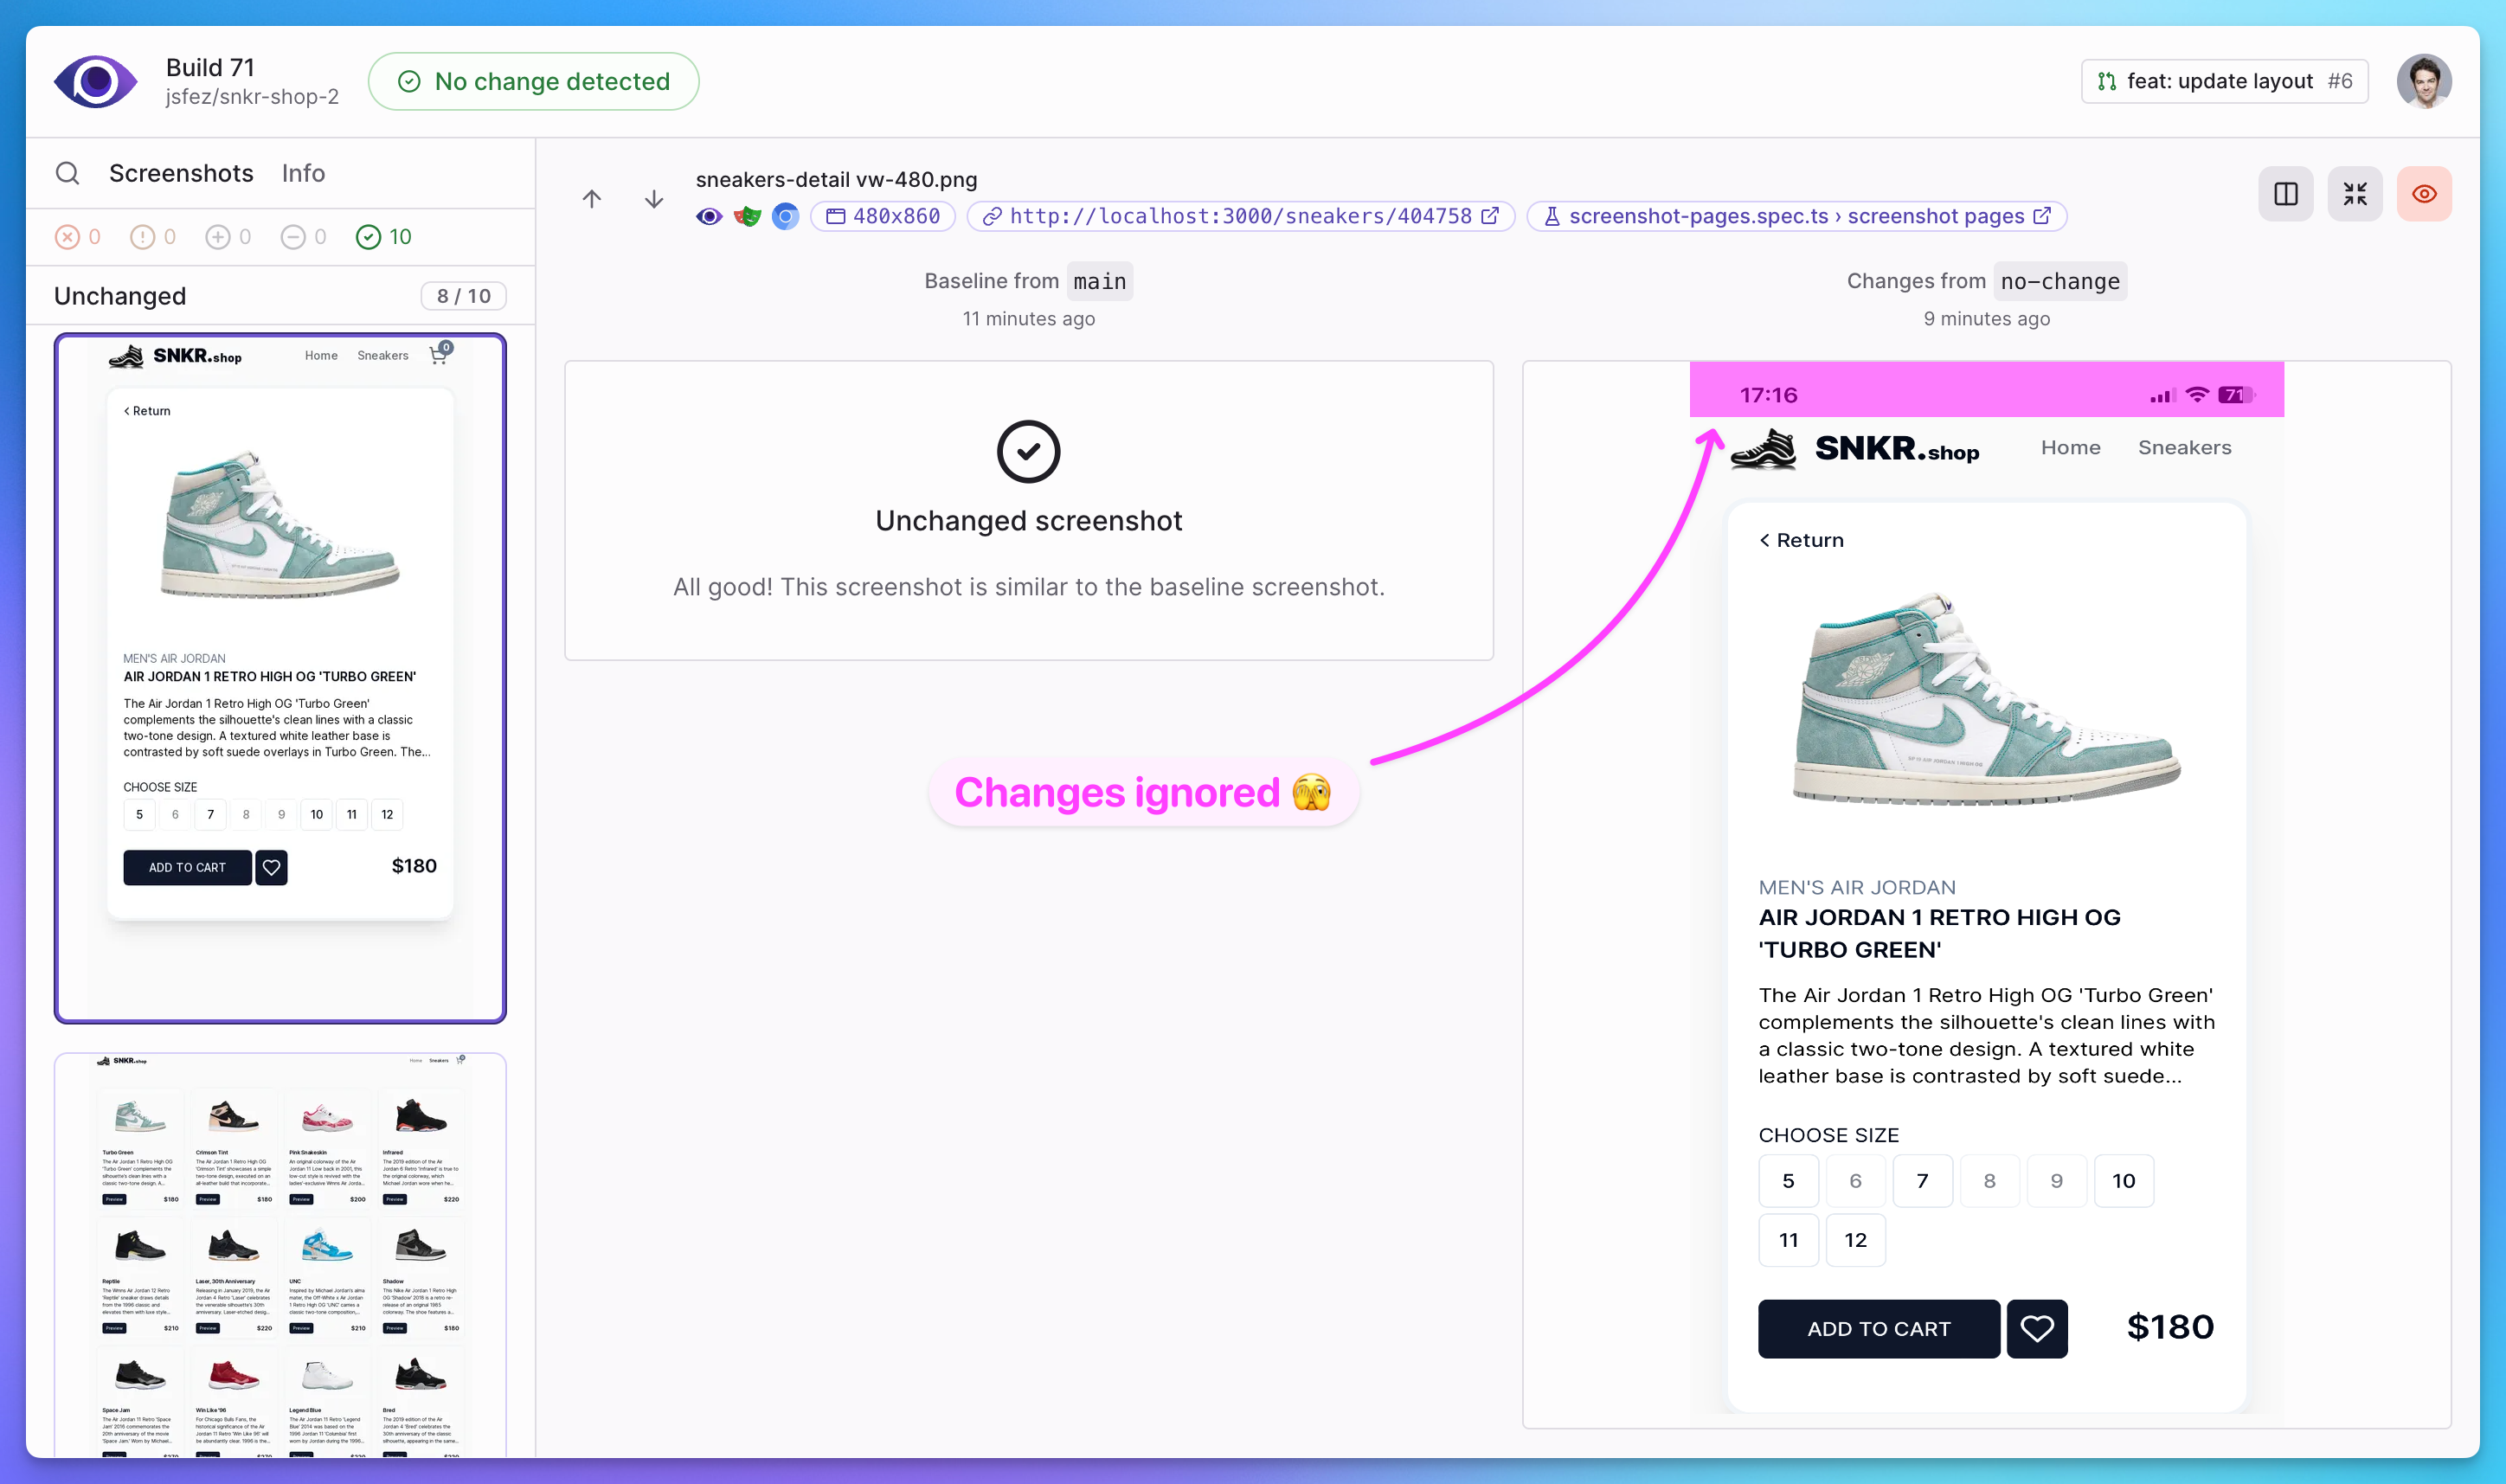 Build 71
jsfez/snkr-shop-2
No change detected
feat: update layout #6
Screenshots Info
0 0 0 0 10
Unchanged 8 / 10
SNKR.shop Home Sneakers 0
Return
MEN'S AIR JORDAN
AIR JORDAN 1 RETRO HIGH OG 'TURBO GREEN'
The Air Jordan 1 Retro High OG 'Turbo Green'
complements the silhouette's clean lines with a classic
two-tone design. A textured white leather base is
contrasted by soft suede overlays in Turbo Green. The...
CHOOSE SIZE
5 6 7 8 9 10 11 12
ADD TO CART $180
SNKR.shop Home Sneakers
Turbo Green Crimson Tint Pink Snakeskin Infrared
Preview $180 Preview $180 Preview $200 Preview $220
Reptile Laser, 30th Anniversary UNC Shadow
Preview $210 Preview $220 Preview $210 Preview $180
Space Jam Win Like '96 Legend Blue Bred
sneakers-detail vw-480.png
480x860 http://localhost:3000/sneakers/404758 screenshot-pages.spec.ts › screenshot pages
Baseline from main
11 minutes ago
Unchanged screenshot
All good! This screenshot is similar to the baseline screenshot.
Changes ignored 🫣
Changes from no-change
9 minutes ago
17:16 71
SNKR.shop Home Sneakers
Return
MEN'S AIR JORDAN
AIR JORDAN 1 RETRO HIGH OG
'TURBO GREEN'
The Air Jordan 1 Retro High OG 'Turbo Green'
complements the silhouette's clean lines with
a classic two-tone design. A textured white
leather base is contrasted by soft suede...
CHOOSE SIZE
5 6 7 8 9 10
11 12
ADD TO CART $180